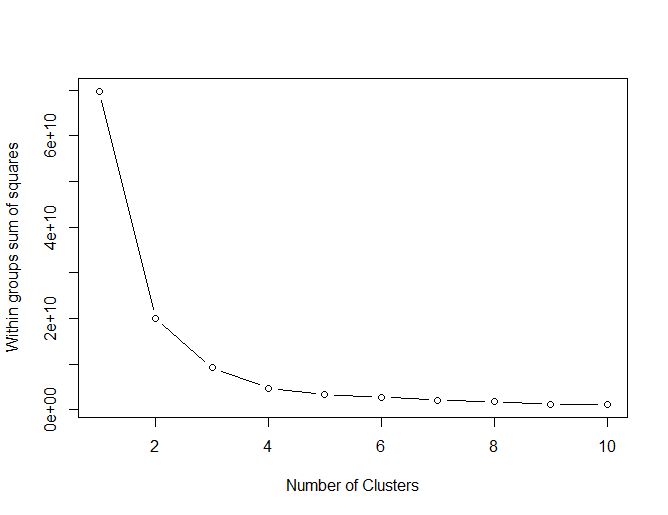 Within groups sum of squares
6e+10
4e+10
2e+10
0e+00
2
4
6
8
10
Number of Clusters